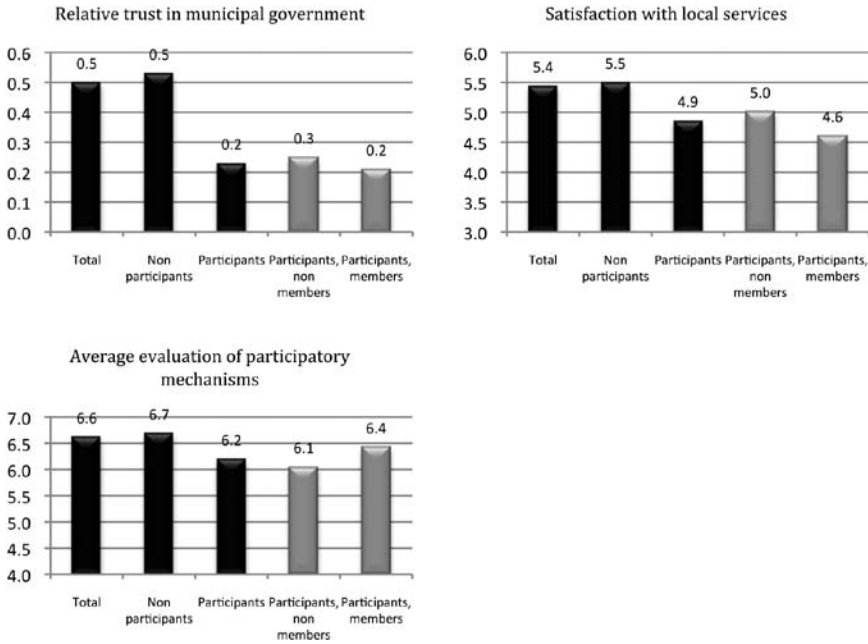 Relative trust in municipal government
0.6
0.5
0.4
0.3
0.2
0.1
0.0
0.5
0.5
0.2
0.3
0.2
Total
Non
participants
Participants
Participants,
non
members
Participants,
members
Satisfaction with local services
6.0
5.5
5.0
4.5
4.0
3.5
3.0
5.4
5.5
4.9
5.0
4.6
Total
Non
participants
Participants
Participants,
non
members
Participants,
members
Average evaluation of participatory
mechanisms
7.0
6.5
6.0
5.5
5.0
4.5
4.0
6.6
6.7
6.2
6.1
6.4
Total
Non
participants
Participants
Participants,
non
members
Participants,
members